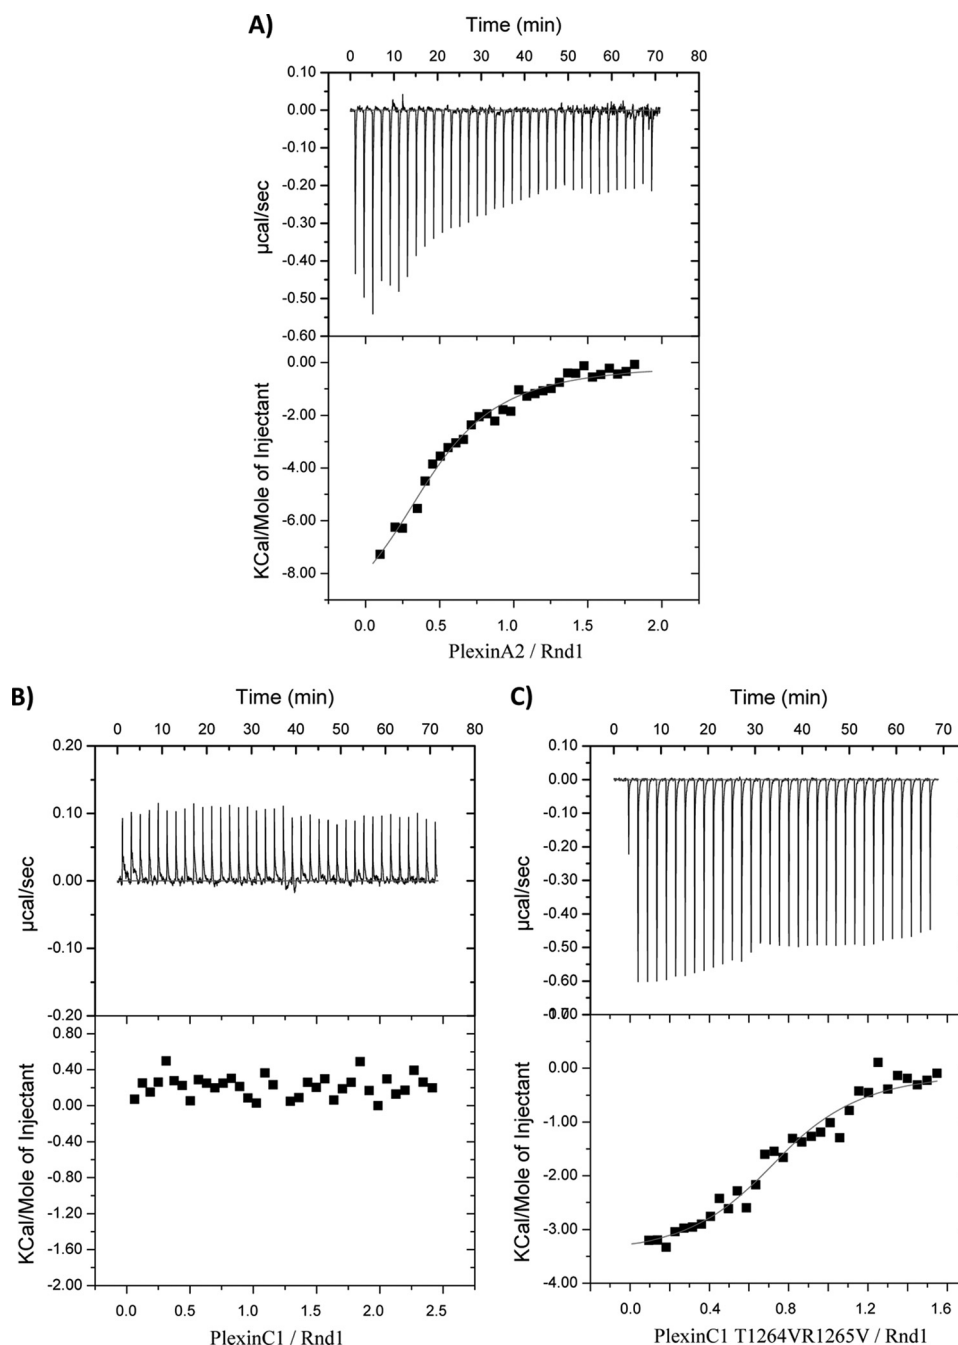 A)
Time (min)
0 10 20 30 40 50 60 70 80
0.10
0.00
-0.10
-0.20
-0.30
-0.40
-0.50
-0.60
µcal/sec
0.00
-2.00
-4.00
-6.00
-8.00
KCal/Mole of Injectant
0.0 0.5 1.0 1.5 2.0
PlexinA2 / Rnd1
B)
Time (min)
0 10 20 30 40 50 60 70 80
0.20
0.10
0.00
-0.10
-0.20
µcal/sec
0.80
0.40
0.00
-0.40
-0.80
-1.20
-1.60
-2.00
KCal/Mole of Injectant
0.0 0.5 1.0 1.5 2.0 2.5
PlexinC1 / Rnd1
C)
Time (min)
0 10 20 30 40 50 60 70
0.10
0.00
-0.10
-0.20
-0.30
-0.40
-0.50
-0.60
µcal/sec
0.00
-1.00
-2.00
-3.00
-4.00
KCal/Mole of Injectant
0.0 0.4 0.8 1.2 1.6
PlexinC1 T1264VR1265V / Rnd1